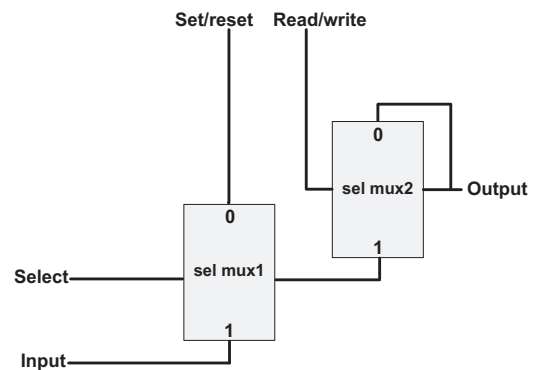 Set/reset Read/write
0
sel mux2
Output
1
0
sel mux1
Select
1
Input